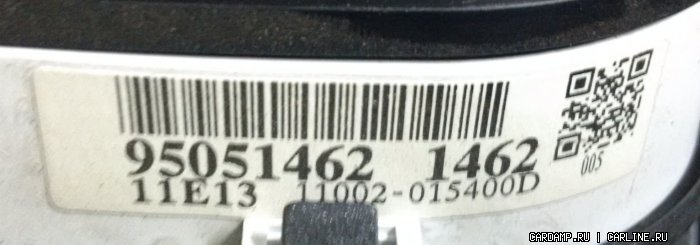 95051462 1462
005
11E13 11002-015400D
CARDAMP.RU | CARLINE.RU